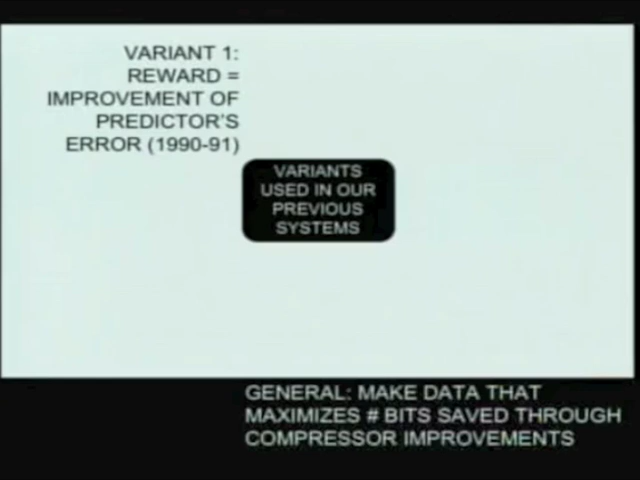 VARIANT 1:
REWARD =
IMPROVEMENT OF
PREDICTOR'S
ERROR (1990-91)
VARIANTS
USED IN OUR
PREVIOUS
SYSTEMS
GENERAL: MAKE DATA THAT
MAXIMIZES # BITS SAVED THROUGH
COMPRESSOR IMPROVEMENTS